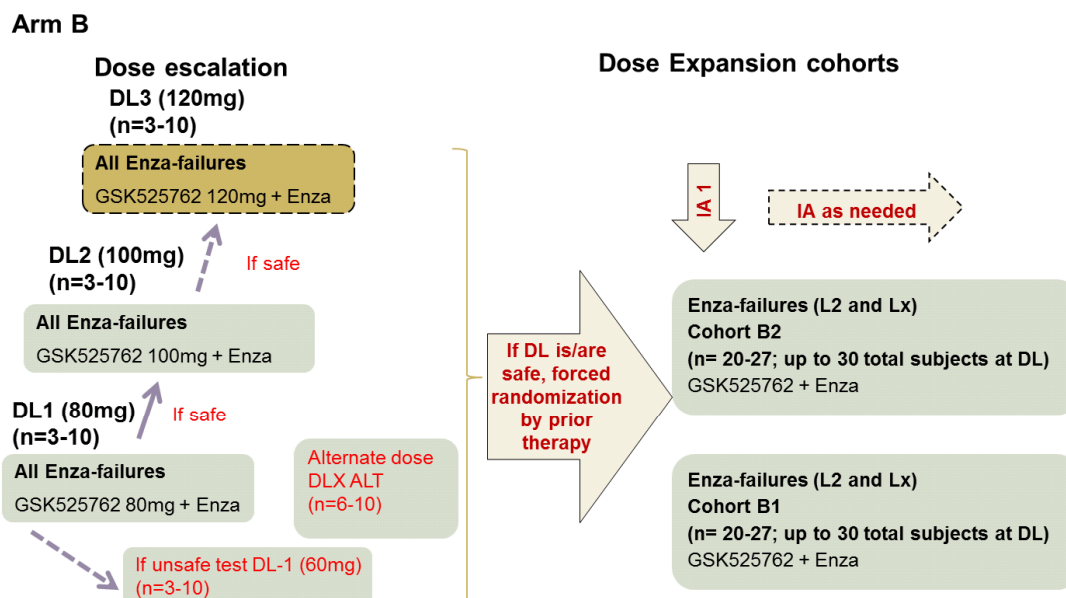 Arm B
Dose escalation
DL3 (120mg)
(n=3-10)
All Enza-failures
GSK525762 120mg + Enza
DL2 (100mg)
(n=3-10)
If safe
All Enza-failures
GSK525762 100mg + Enza
DL1 (80mg)
(n=3-10)
If safe
All Enza-failures
GSK525762 80mg + Enza
Alternate dose
DLX ALT
(n=6-10)
If unsafe test DL-1 (60mg)
(n=3-10)
Dose Expansion cohorts
IA 1
IA as needed
If DL is/are
safe, forced
randomization
by prior
therapy
Enza-failures (L2 and Lx)
Cohort B2
(n= 20-27; up to 30 total subjects at DL)
GSK525762 + Enza
Enza-failures (L2 and Lx)
Cohort B1
(n= 20-27; up to 30 total subjects at DL)
GSK525762 + Enza